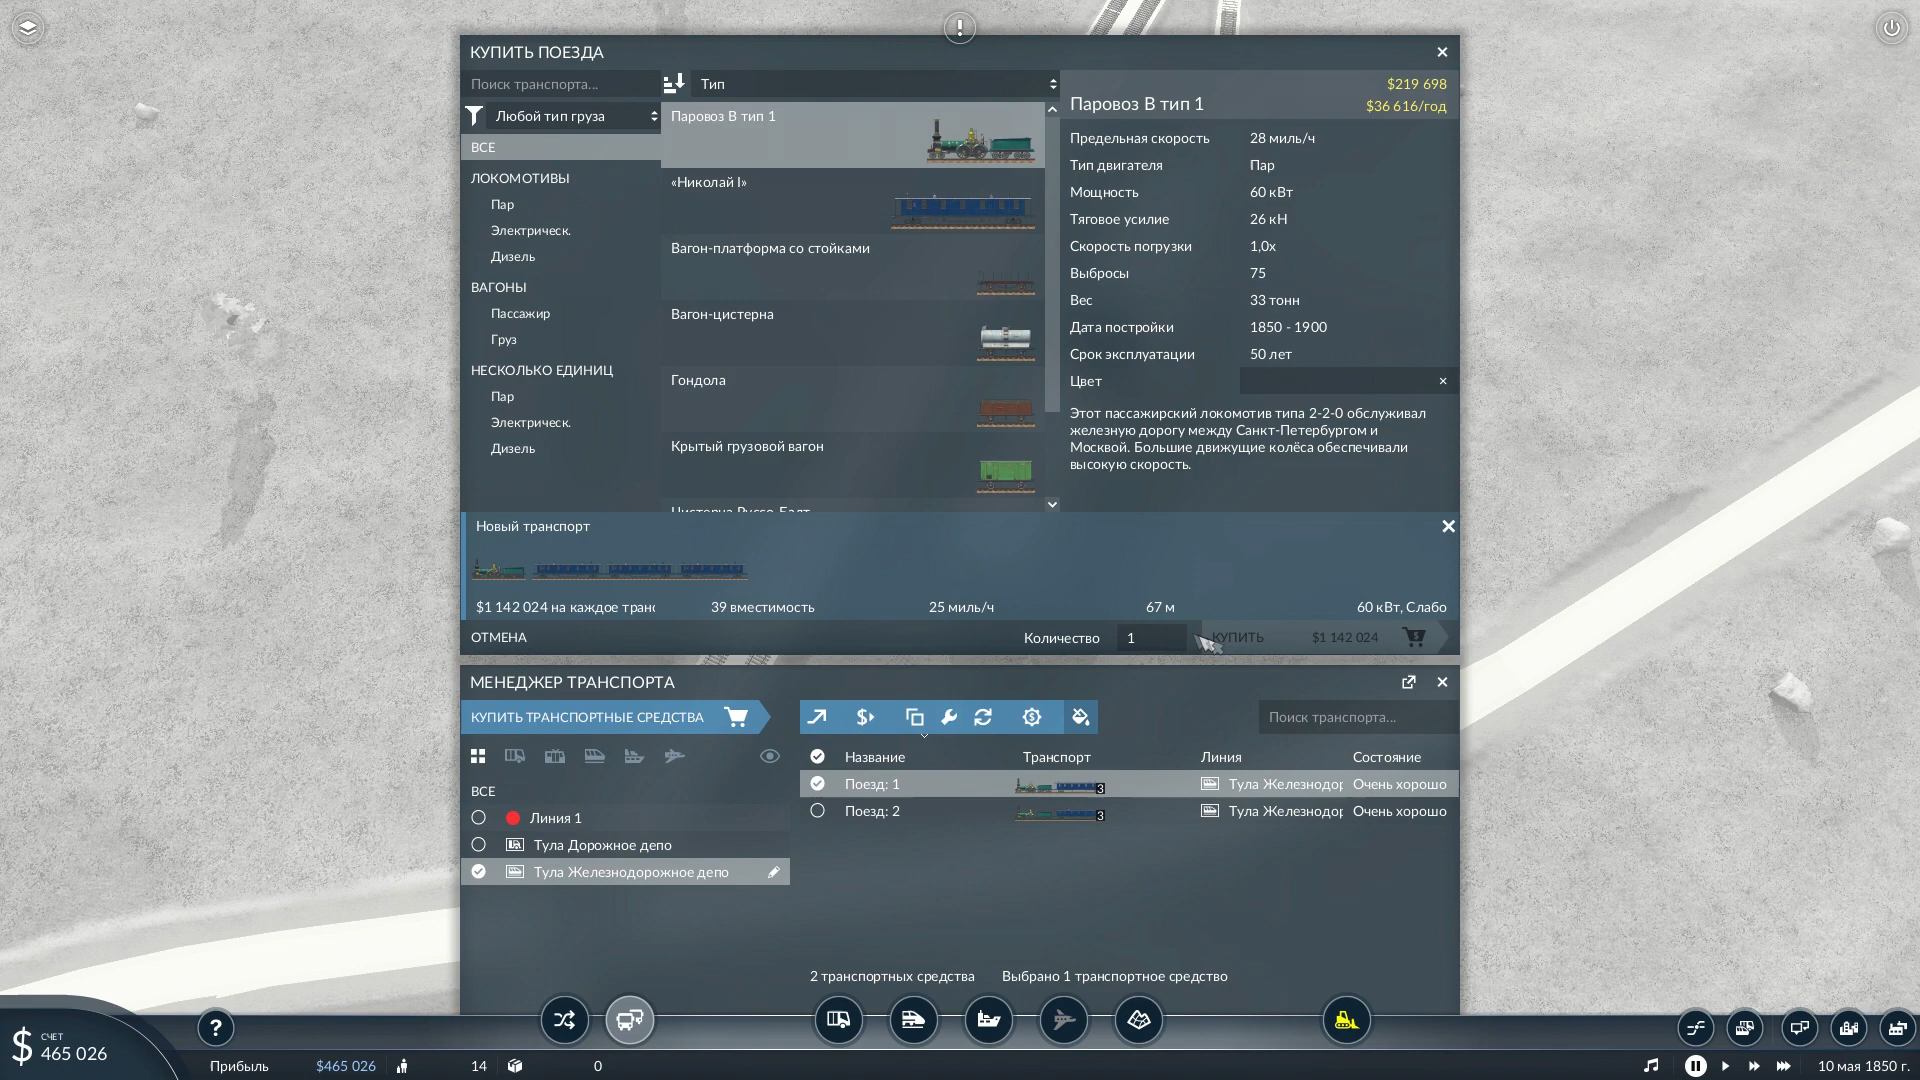 КУПИТЬ ПОЕЗДА
Поиск транспорта...
Тип
Любой тип груза
ВСЕ
ЛОКОМОТИВЫ
Пар
Электрическ.
Дизель
ВАГОНЫ
Пассажир
Груз
НЕСКОЛЬКО ЕДИНИЦ
Пар
Электрическ.
Дизель
Паровоз В тип 1
«Николай I»
Вагон-платформа со стойками
Вагон-цистерна
Гондола
Крытый грузовой вагон
Цистерна Руссо-Балт
$219 698
Паровоз В тип 1
$36 616/год
Предельная скорость 28 миль/ч
Тип двигателя Пар
Мощность 60 кВт
Тяговое усилие 26 кН
Скорость погрузки 1,0x
Выбросы 75
Вес 33 тонн
Дата постройки 1850 - 1900
Срок эксплуатации 50 лет
Цвет
Этот пассажирский локомотив типа 2-2-0 обслуживал
железную дорогу между Санкт-Петербургом и
Москвой. Большие движущие колёса обеспечивали
высокую скорость.
Новый транспорт
$1 142 024 на каждое транс 39 вместимость 25 миль/ч 67 м 60 кВт, Слабо
ОТМЕНА Количество 1 КУПИТЬ $1 142 024
МЕНЕДЖЕР ТРАНСПОРТА
КУПИТЬ ТРАНСПОРТНЫЕ СРЕДСТВА
Поиск транспорта...
ВСЕ
Линия 1
Тула Дорожное депо
Тула Железнодорожное депо
Название Транспорт Линия Состояние
Поезд: 1 3 Тула Железнодор Очень хорошо
Поезд: 2 3 Тула Железнодор Очень хорошо
2 транспортных средства Выбрано 1 транспортное средство
$ СЧЕТ
465 026
?
Прибыль $465 026 14 0
10 мая 1850 г.